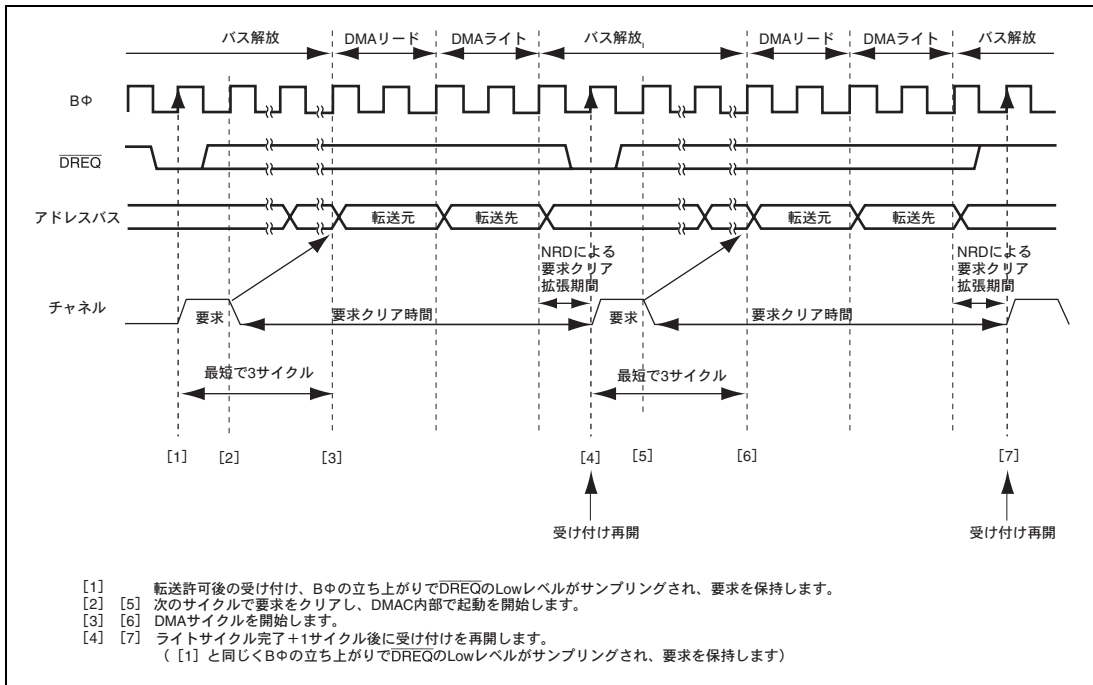 バス解放 DMAリード DMAライト バス解放 DMAリード DMAライト バス解放
BΦ
DREQ
アドレスバス 転送元 転送先 転送元 転送先
NRDによる
要求クリア
拡張期間
NRDによる
要求クリア
拡張期間
チャネル 要求 要求クリア時間 要求 要求クリア時間
最短で3サイクル 最短で3サイクル
[1] [2] [3] [4] [5] [6] [7]
受け付け再開 受け付け再開
[1] 転送許可後の受け付け、BΦの立ち上がりでDREQのLowレベルがサンプリングされ、要求を保持します。
[2] [5] 次のサイクルで要求をクリアし、DMAC内部で起動を開始します。
[3] [6] DMAサイクルを開始します。
[4] [7] ライトサイクル完了+1サイクル後に受け付けを再開します。
([1]と同じくBΦの立ち上がりでDREQのLowレベルがサンプリングされ、要求を保持します)